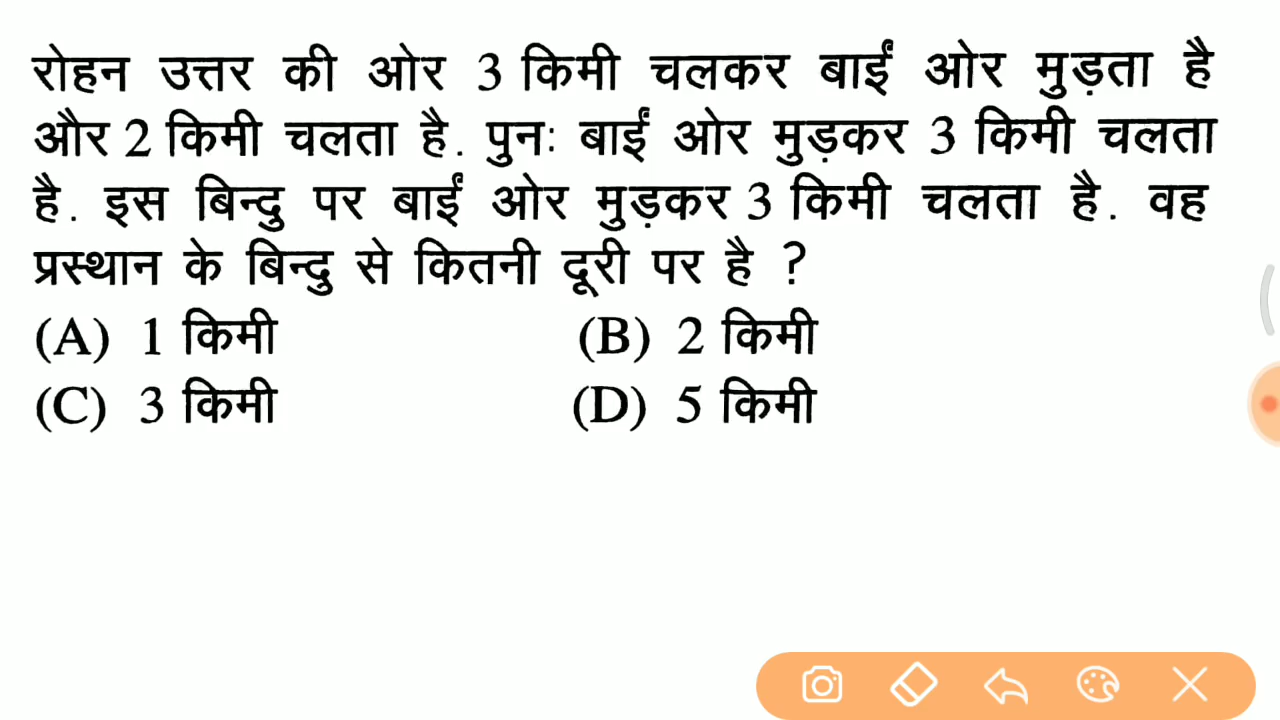 रोहन उत्तर की ओर 3 किमी चलकर बाईं ओर मुड़ता है
और 2 किमी चलता है. पुनः बाईं ओर मुड़कर 3 किमी चलता
है. इस बिन्दु पर बाईं ओर मुड़कर 3 किमी चलता है. वह
प्रस्थान के बिन्दु से कितनी दूरी पर है ?
(A) 1 किमी (B) 2 किमी
(C) 3 किमी (D) 5 किमी